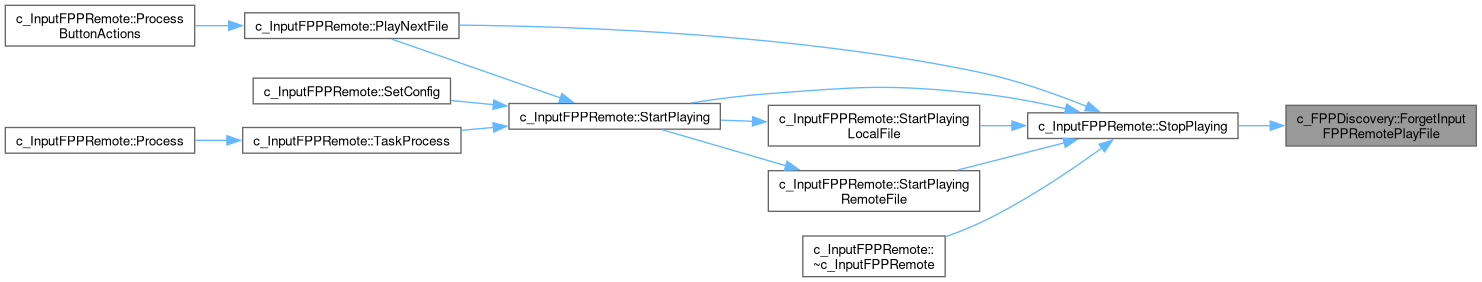 c_InputFPPRemote::Process
ButtonActions
c_InputFPPRemote::PlayNextFile
c_InputFPPRemote::SetConfig
c_InputFPPRemote::StartPlaying
c_InputFPPRemote::Process
c_InputFPPRemote::TaskProcess
c_InputFPPRemote::StartPlaying
LocalFile
c_InputFPPRemote::StartPlaying
RemoteFile
c_InputFPPRemote::
~c_InputFPPRemote
c_InputFPPRemote::StopPlaying
c_FPPDiscovery::ForgetInput
FPPRemotePlayFile